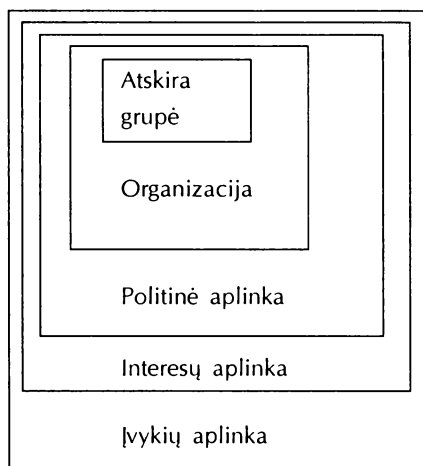 Atskira
grupė
Organizacija
Politinė aplinka
Interesų aplinka
Įvykių aplinka